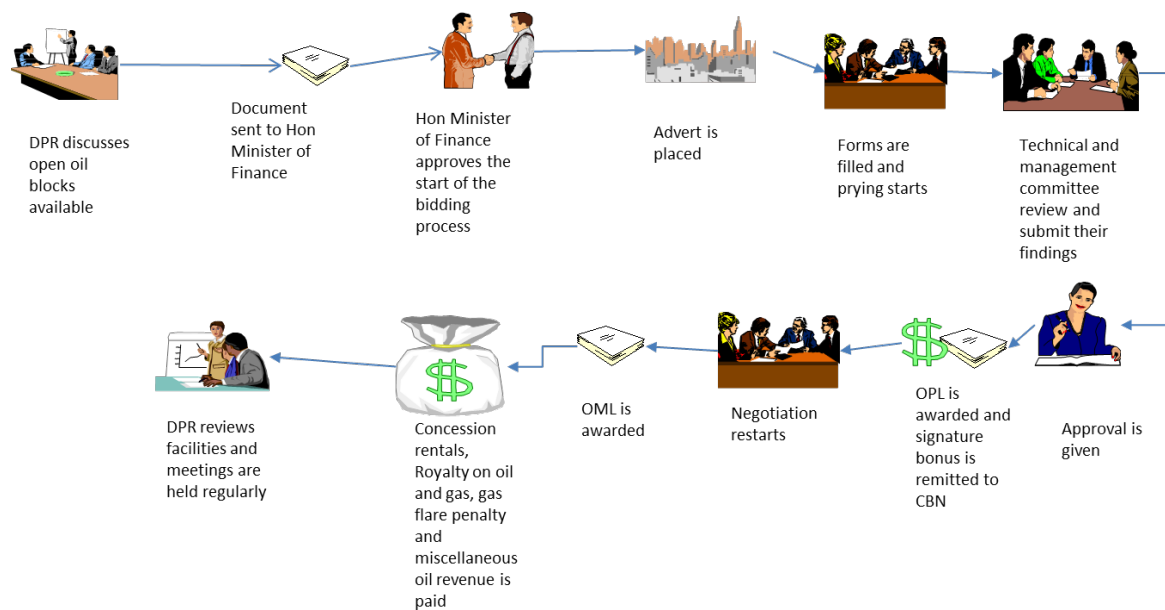 DPR discusses
open oil
blocks
available
Document
sent to Hon
Minister of
Finance
Hon Minister
of Finance
approves the
start of the
bidding
process
Advert is
placed
Forms are
filled and
prying starts
Technical and
management
committee
review and
submit their
findings
DPR reviews
facilities and
meetings are
held regularly
$
Concession
rentals,
Royalty on oil
and gas, gas
flare penalty
and
miscellaneous
oil revenue is
paid
OML is
awarded
Negotiation
restarts
$
OPL is
awarded and
signature
bonus is
remitted to
CBN
Approval is
given